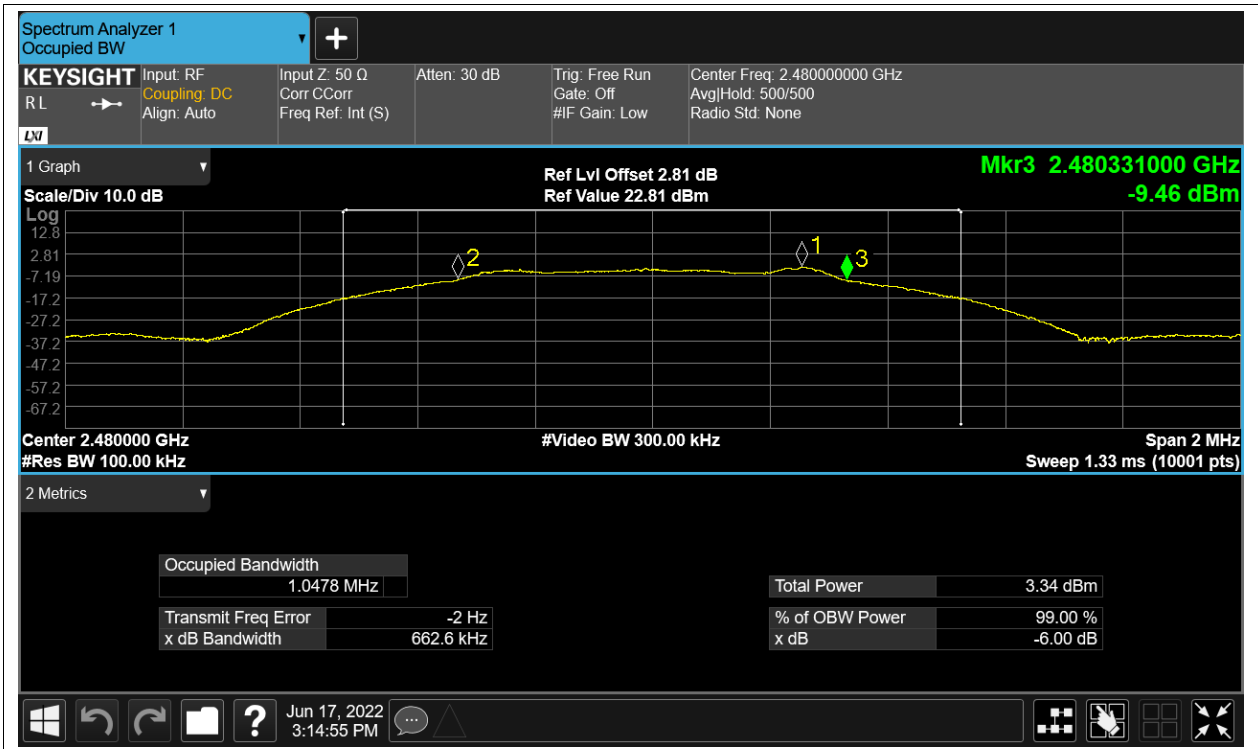 Spectrum Analyzer 1
Occupied BW
KEYSIGHT
R L
LXI
Input: RF
Coupling: DC
Align: Auto
Input Z: 50 Ω
Corr CCorr
Freq Ref: Int (S)
Atten: 30 dB
Trig: Free Run
Gate: Off
#IF Gain: Low
Center Freq: 2.480000000 GHz
Avg|Hold: 500/500
Radio Std: None
1 Graph
Scale/Div 10.0 dB
Ref Lvl Offset 2.81 dB
Ref Value 22.81 dBm
Mkr3 2.480331000 GHz
-9.46 dBm
Log
12.8
2.81
-7.19
-17.2
-27.2
-37.2
-47.2
-57.2
-67.2
2
1
3
Center 2.480000 GHz
#Res BW 100.00 kHz
#Video BW 300.00 kHz
Span 2 MHz
Sweep 1.33 ms (10001 pts)
2 Metrics
Occupied Bandwidth
1.0478 MHz
Transmit Freq Error -2 Hz
x dB Bandwidth 662.6 kHz
Total Power 3.34 dBm
% of OBW Power 99.00 %
x dB -6.00 dB
?
Jun 17, 2022
3:14:55 PM